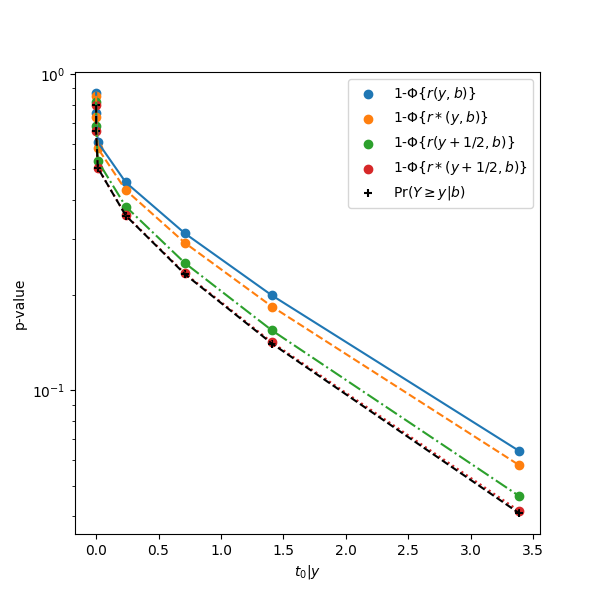 10⁰
1-Φ{r(y, b)}
1-Φ{r∗(y, b)}
1-Φ{r(y + 1/2, b)}
1-Φ{r∗(y + 1/2, b)}
Pr(Y ≥ y|b)
p-value
10⁻¹
0.0 0.5 1.0 1.5 2.0 2.5 3.0 3.5
t₀|y